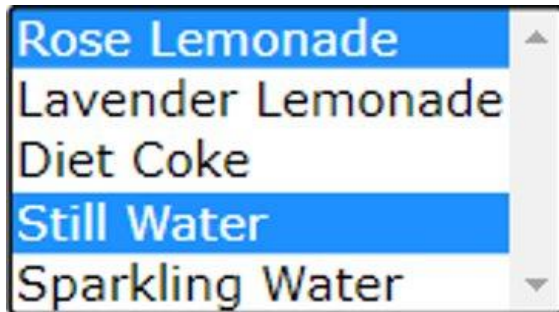 Rose Lemonade
Lavender Lemonade
Diet Coke
Still Water
Sparkling Water